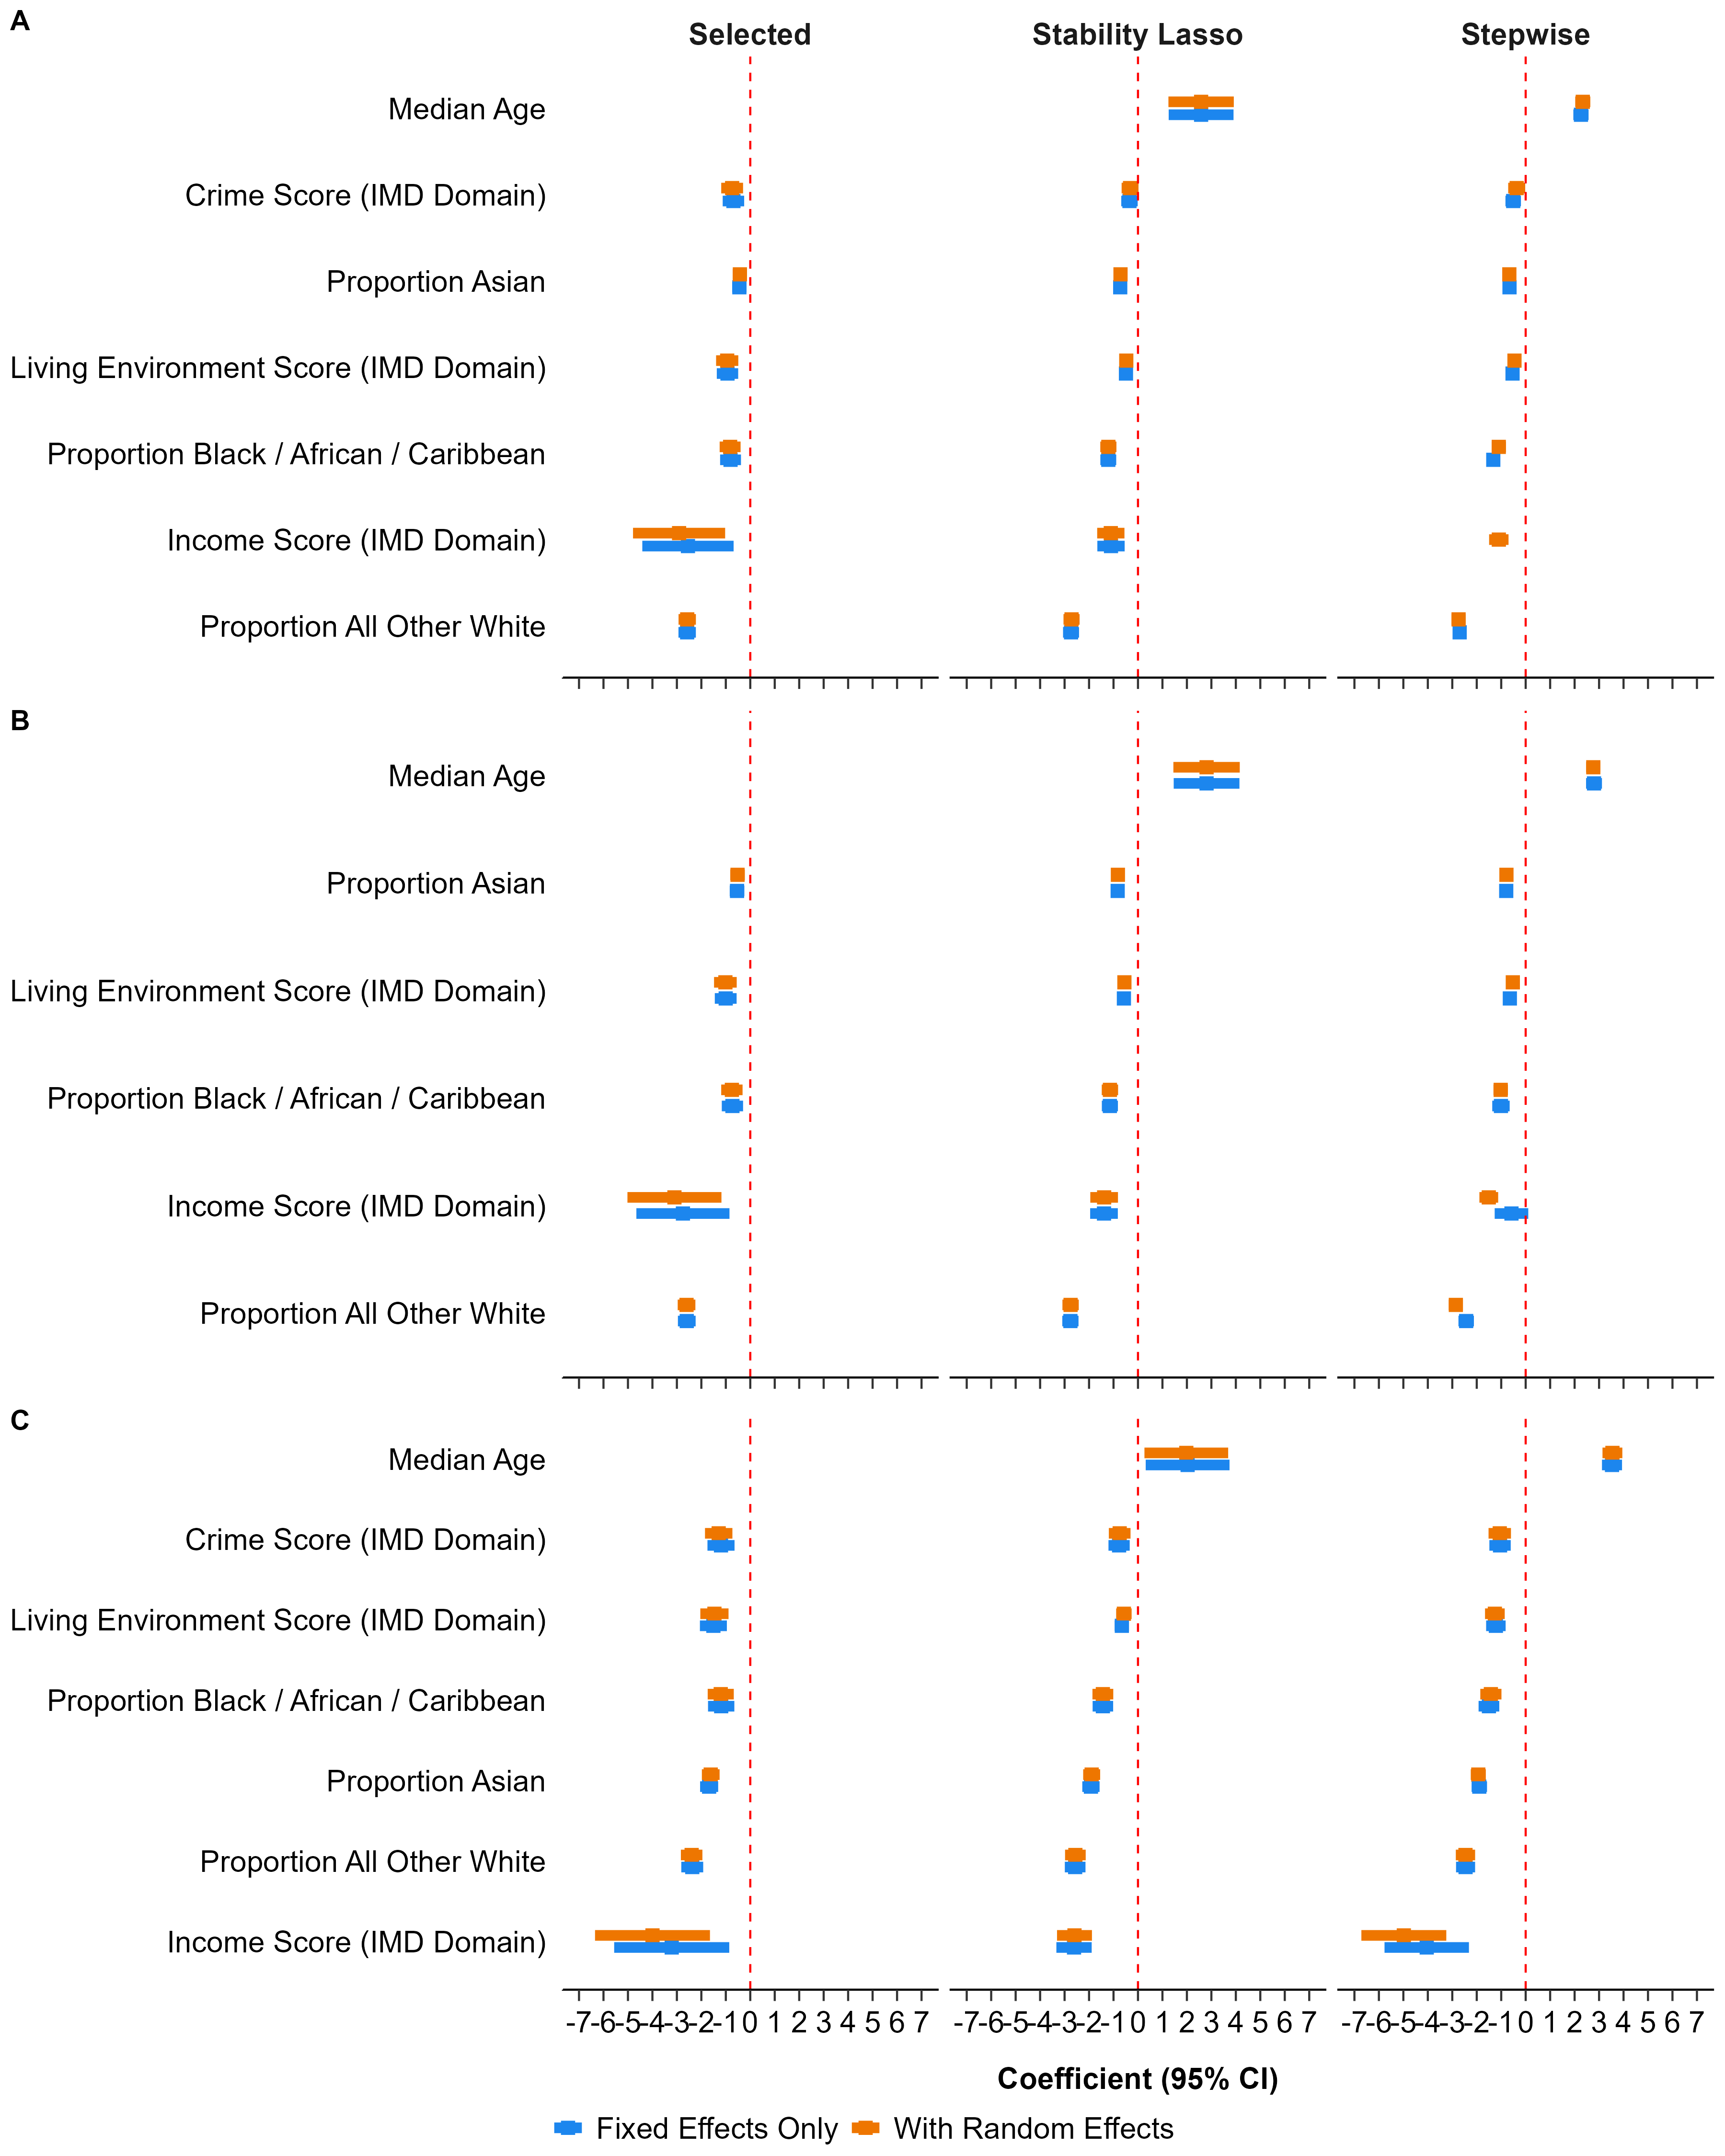 A
Selected Stability Lasso Stepwise
Median Age
Crime Score (IMD Domain)
Proportion Asian
Living Environment Score (IMD Domain)
Proportion Black / African / Caribbean
Income Score (IMD Domain)
Proportion All Other White
B
Median Age
Proportion Asian
Living Environment Score (IMD Domain)
Proportion Black / African / Caribbean
Income Score (IMD Domain)
Proportion All Other White
C
Median Age
Crime Score (IMD Domain)
Living Environment Score (IMD Domain)
Proportion Black / African / Caribbean
Proportion Asian
Proportion All Other White
Income Score (IMD Domain)
-7 -6 -5 -4 -3 -2 -1 0 1 2 3 4 5 6 7 -7 -6 -5 -4 -3 -2 -1 0 1 2 3 4 5 6 7 -7 -6 -5 -4 -3 -2 -1 0 1 2 3 4 5 6 7
Coefficient (95% CI)
Fixed Effects Only With Random Effects